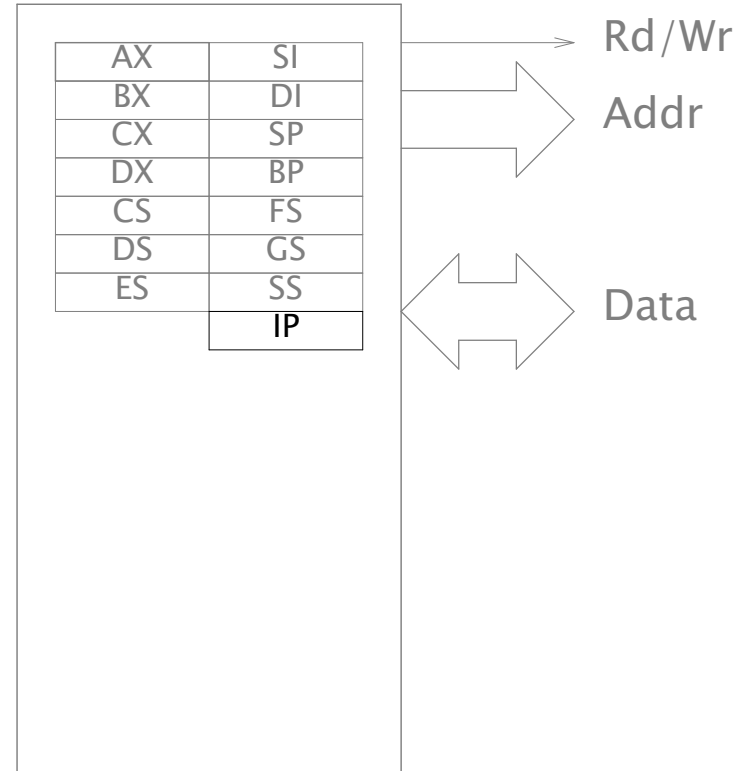 AX SI
BX DI
CX SP
DX BP
CS FS
DS GS
ES SS
IP
Rd/Wr
Addr
Data